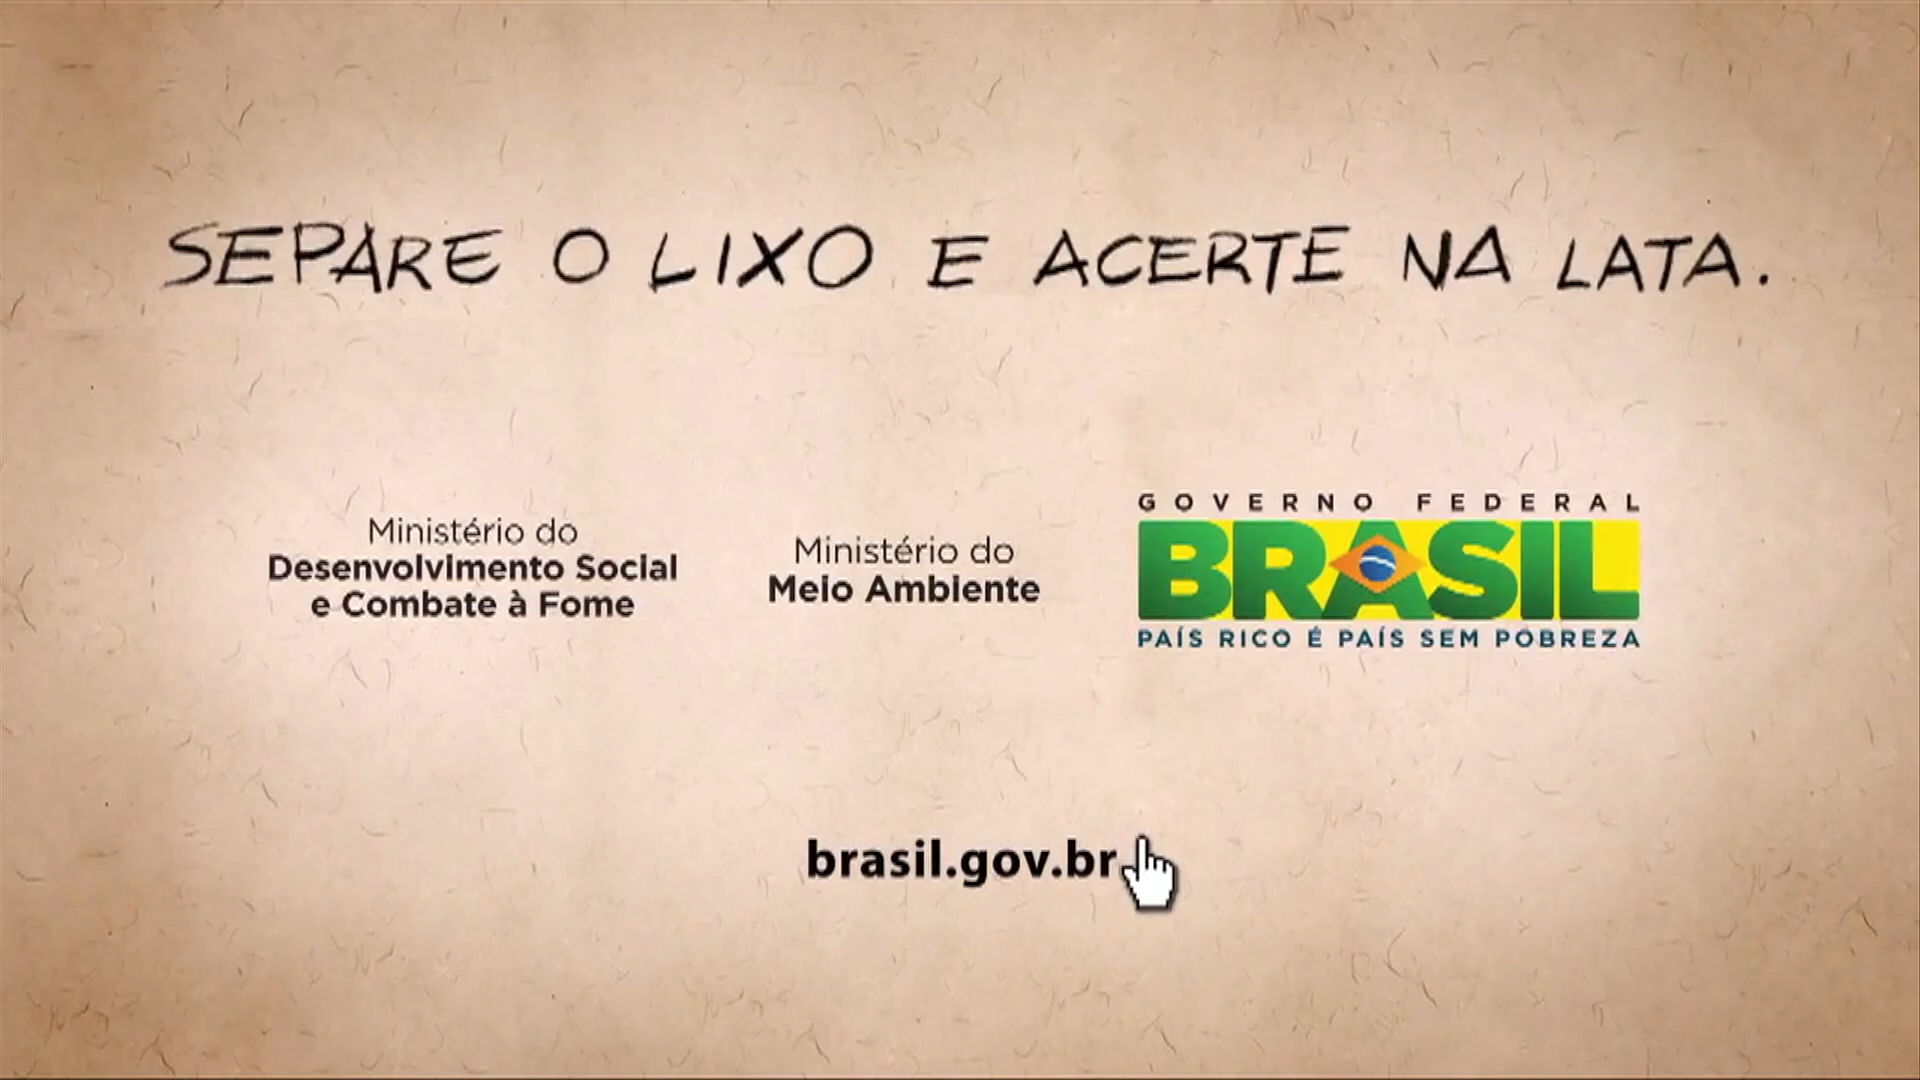 SEPARE O LIXO E ACERTE NA LATA.
Ministério do
Desenvolvimento Social
e Combate à Fome
Ministério do
Meio Ambiente
GOVERNO FEDERAL
BRASIL
PAÍS RICO É PAÍS SEM POBREZA
brasil.gov.br